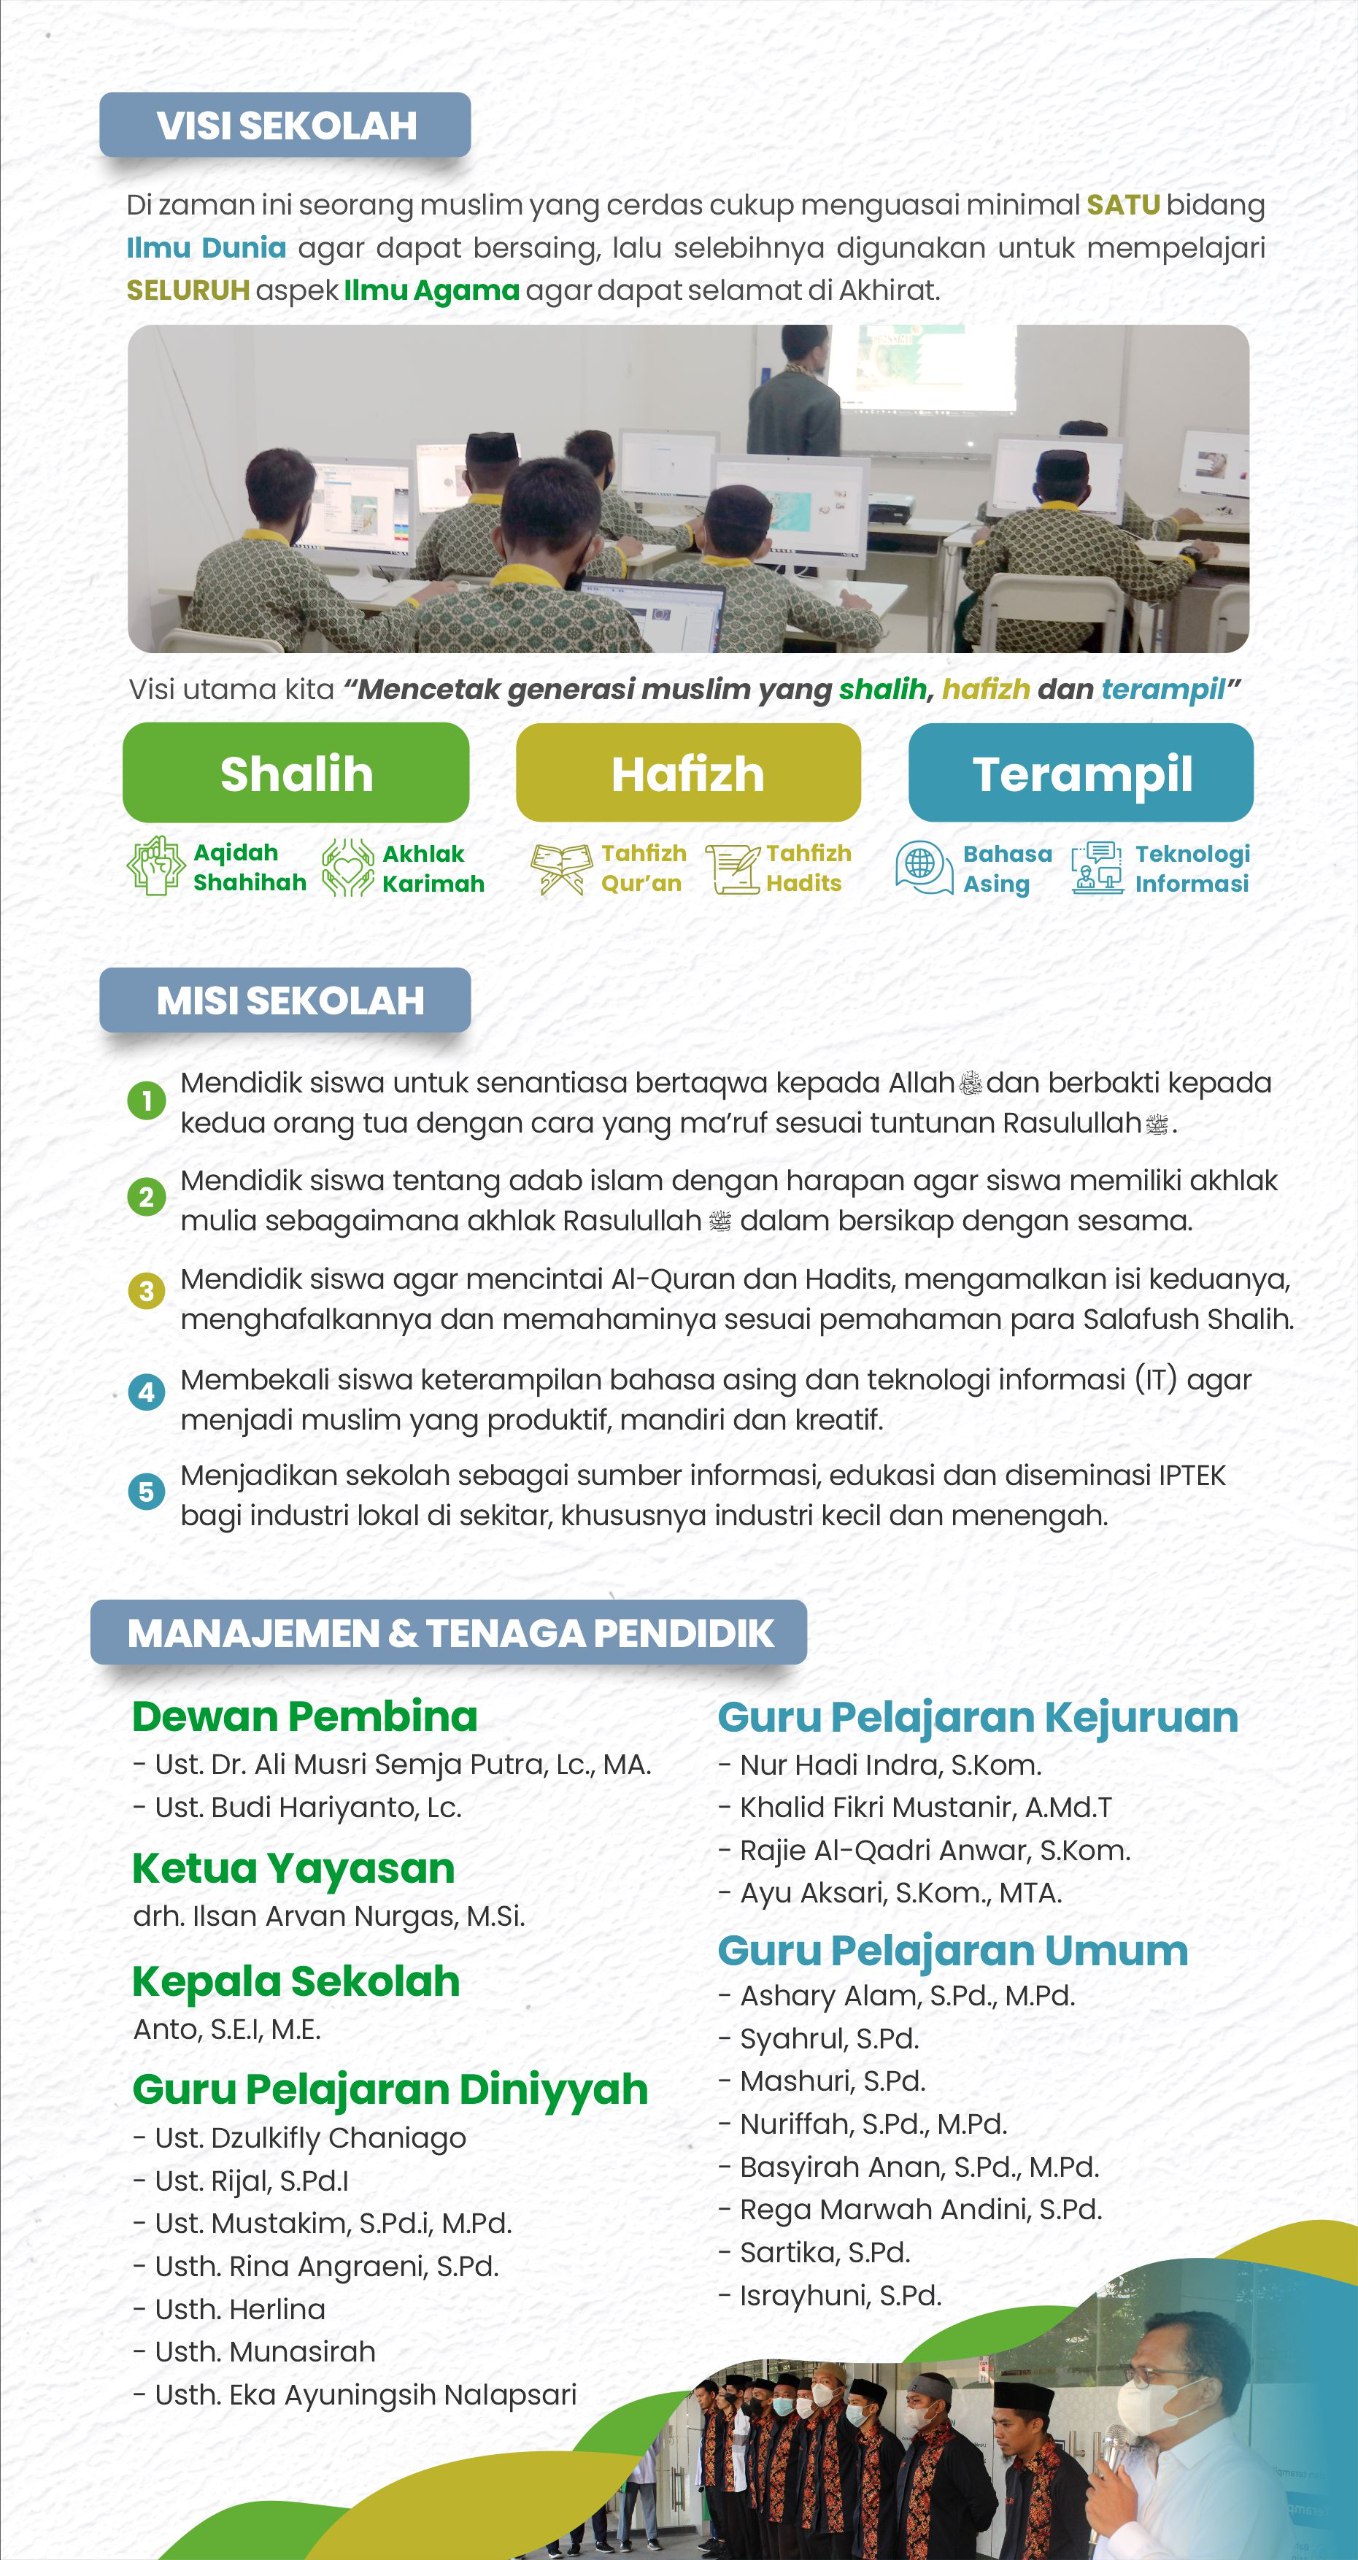 VISI SEKOLAH
Di zaman ini seorang muslim yang cerdas cukup menguasai minimal SATU bidang
Ilmu Dunia agar dapat bersaing, lalu selebihnya digunakan untuk mempelajari
SELURUH aspek Ilmu Agama agar dapat selamat di Akhirat.
Visi utama kita “Mencetak generasi muslim yang shalih, hafizh dan terampil”
Shalih
Hafizh
Terampil
Aqidah
Shahihah
Akhlak
Karimah
Tahfizh
Qur’an
Tahfizh
Hadits
Bahasa
Asing
Teknologi
Informasi
MISI SEKOLAH
1 Mendidik siswa untuk senantiasa bertaqwa kepada Allah dan berbakti kepada
kedua orang tua dengan cara yang ma’ruf sesuai tuntunan Rasulullah ﷺ.
2 Mendidik siswa tentang adab islam dengan harapan agar siswa memiliki akhlak
mulia sebagaimana akhlak Rasulullah ﷺ dalam bersikap dengan sesama.
3 Mendidik siswa agar mencintai Al-Quran dan Hadits, mengamalkan isi keduanya,
menghafalkannya dan memahaminya sesuai pemahaman para Salafush Shalih.
4 Membekali siswa keterampilan bahasa asing dan teknologi informasi (IT) agar
menjadi muslim yang produktif, mandiri dan kreatif.
5 Menjadikan sekolah sebagai sumber informasi, edukasi dan diseminasi IPTEK
bagi industri lokal di sekitar, khususnya industri kecil dan menengah.
MANAJEMEN & TENAGA PENDIDIK
Dewan Pembina
- Ust. Dr. Ali Musri Semja Putra, Lc., MA.
- Ust. Budi Hariyanto, Lc.
Ketua Yayasan
drh. Ilsan Arvan Nurgas, M.Si.
Kepala Sekolah
Anto, S.E.I, M.E.
Guru Pelajaran Diniyyah
- Ust. Dzulkifly Chaniago
- Ust. Rijal, S.Pd.I
- Ust. Mustakim, S.Pd.i, M.Pd.
- Usth. Rina Angraeni, S.Pd.
- Usth. Herlina
- Usth. Munasirah
- Usth. Eka Ayuningsih Nalapsari
Guru Pelajaran Kejuruan
- Nur Hadi Indra, S.Kom.
- Khalid Fikri Mustanir, A.Md.T
- Rajie Al-Qadri Anwar, S.Kom.
- Ayu Aksari, S.Kom., MTA.
Guru Pelajaran Umum
- Ashary Alam, S.Pd., M.Pd.
- Syahrul, S.Pd.
- Mashuri, S.Pd.
- Nuriffah, S.Pd., M.Pd.
- Basyirah Anan, S.Pd., M.Pd.
- Rega Marwah Andini, S.Pd.
- Sartika, S.Pd.
- Israyhuni, S.Pd.